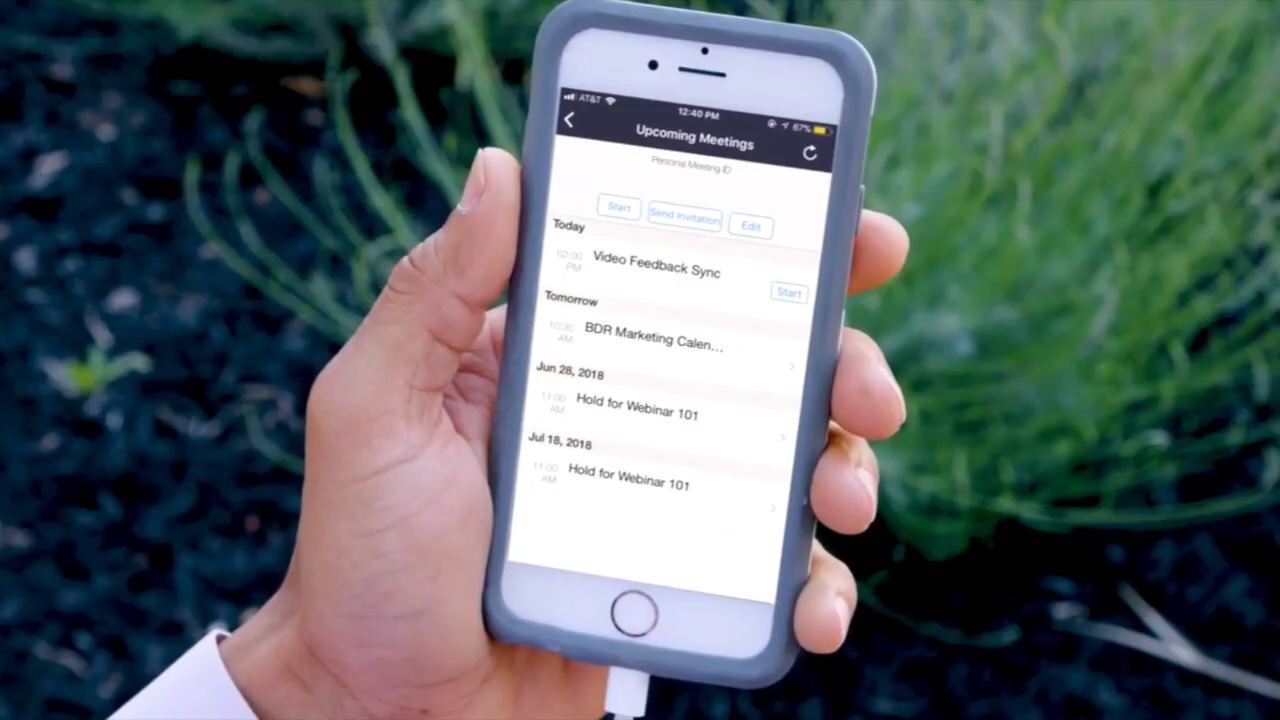 AT&T 12:40 PM 67%
Upcoming Meetings
Personal Meeting ID
Start Send Invitation Edit
Today
02:00 PM Video Feedback Sync
Start
Tomorrow
10:30 AM BDR Marketing Calen...
Jun 28, 2018
11:00 AM Hold for Webinar 101
Jul 18, 2018
11:00 AM Hold for Webinar 101